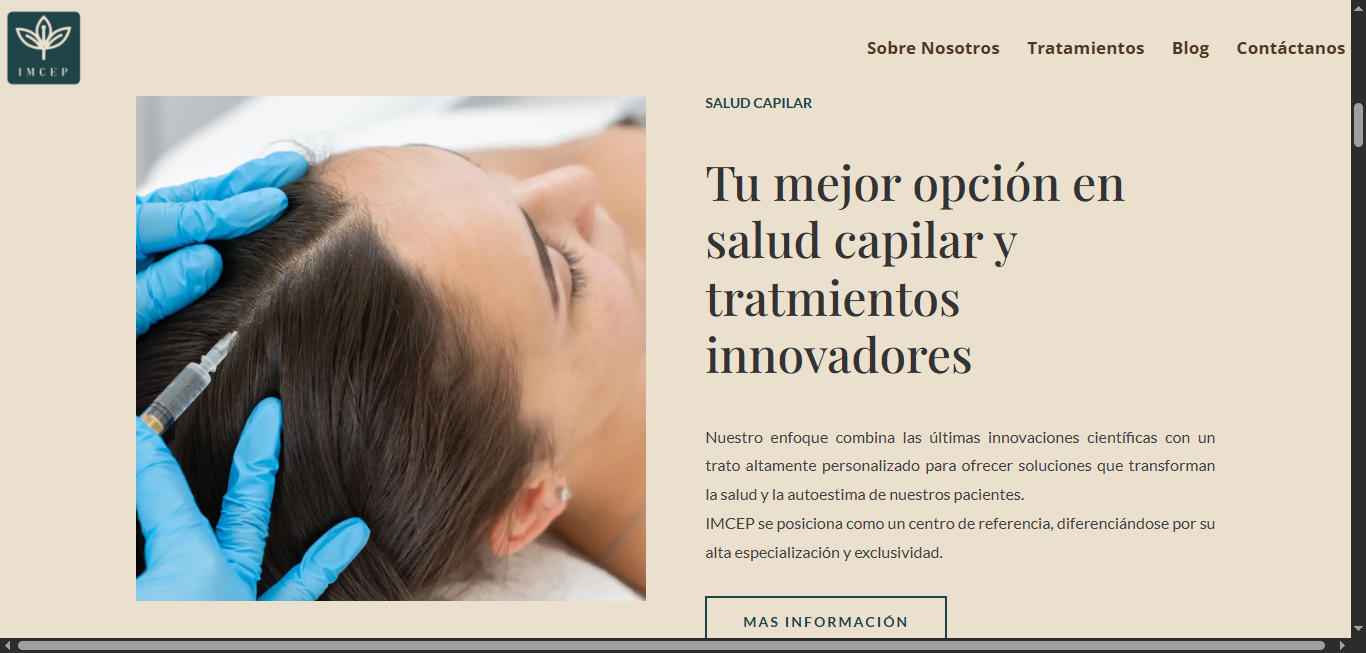 IMCEP
Sobre Nosotros Tratamientos Blog Contáctanos
SALUD CAPILAR
Tu mejor opción en
salud capilar y
tratmientos
innovadores
Nuestro enfoque combina las últimas innovaciones científicas con un
trato altamente personalizado para ofrecer soluciones que transforman
la salud y la autoestima de nuestros pacientes.
IMCEP se posiciona como un centro de referencia, diferenciándose por su
alta especialización y exclusividad.
MAS INFORMACIÓN